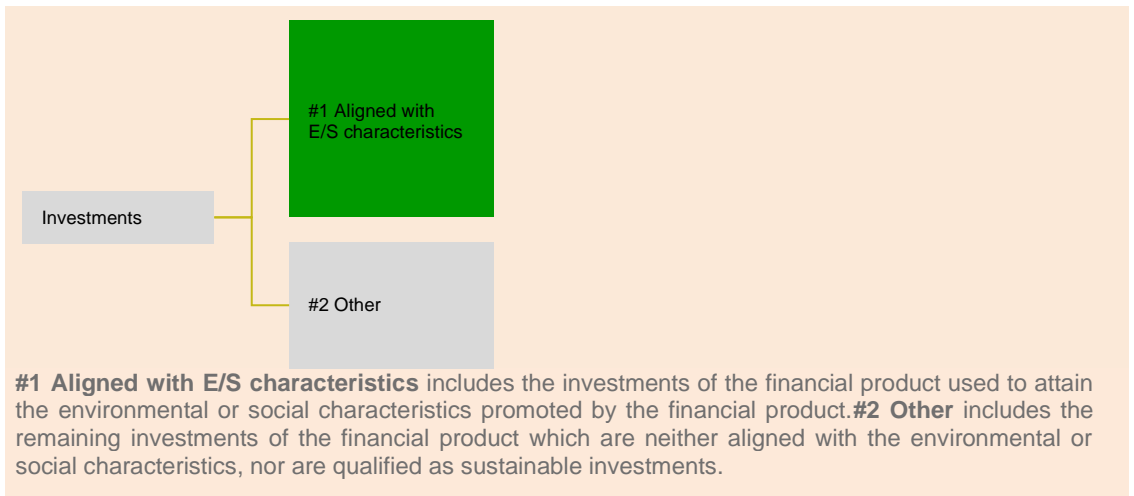 #1 Aligned with
E/S characteristics
Investments
#2 Other
#1 Aligned with E/S characteristics includes the investments of the financial product used to attain
the environmental or social characteristics promoted by the financial product.#2 Other includes the
remaining investments of the financial product which are neither aligned with the environmental or
social characteristics, nor are qualified as sustainable investments.